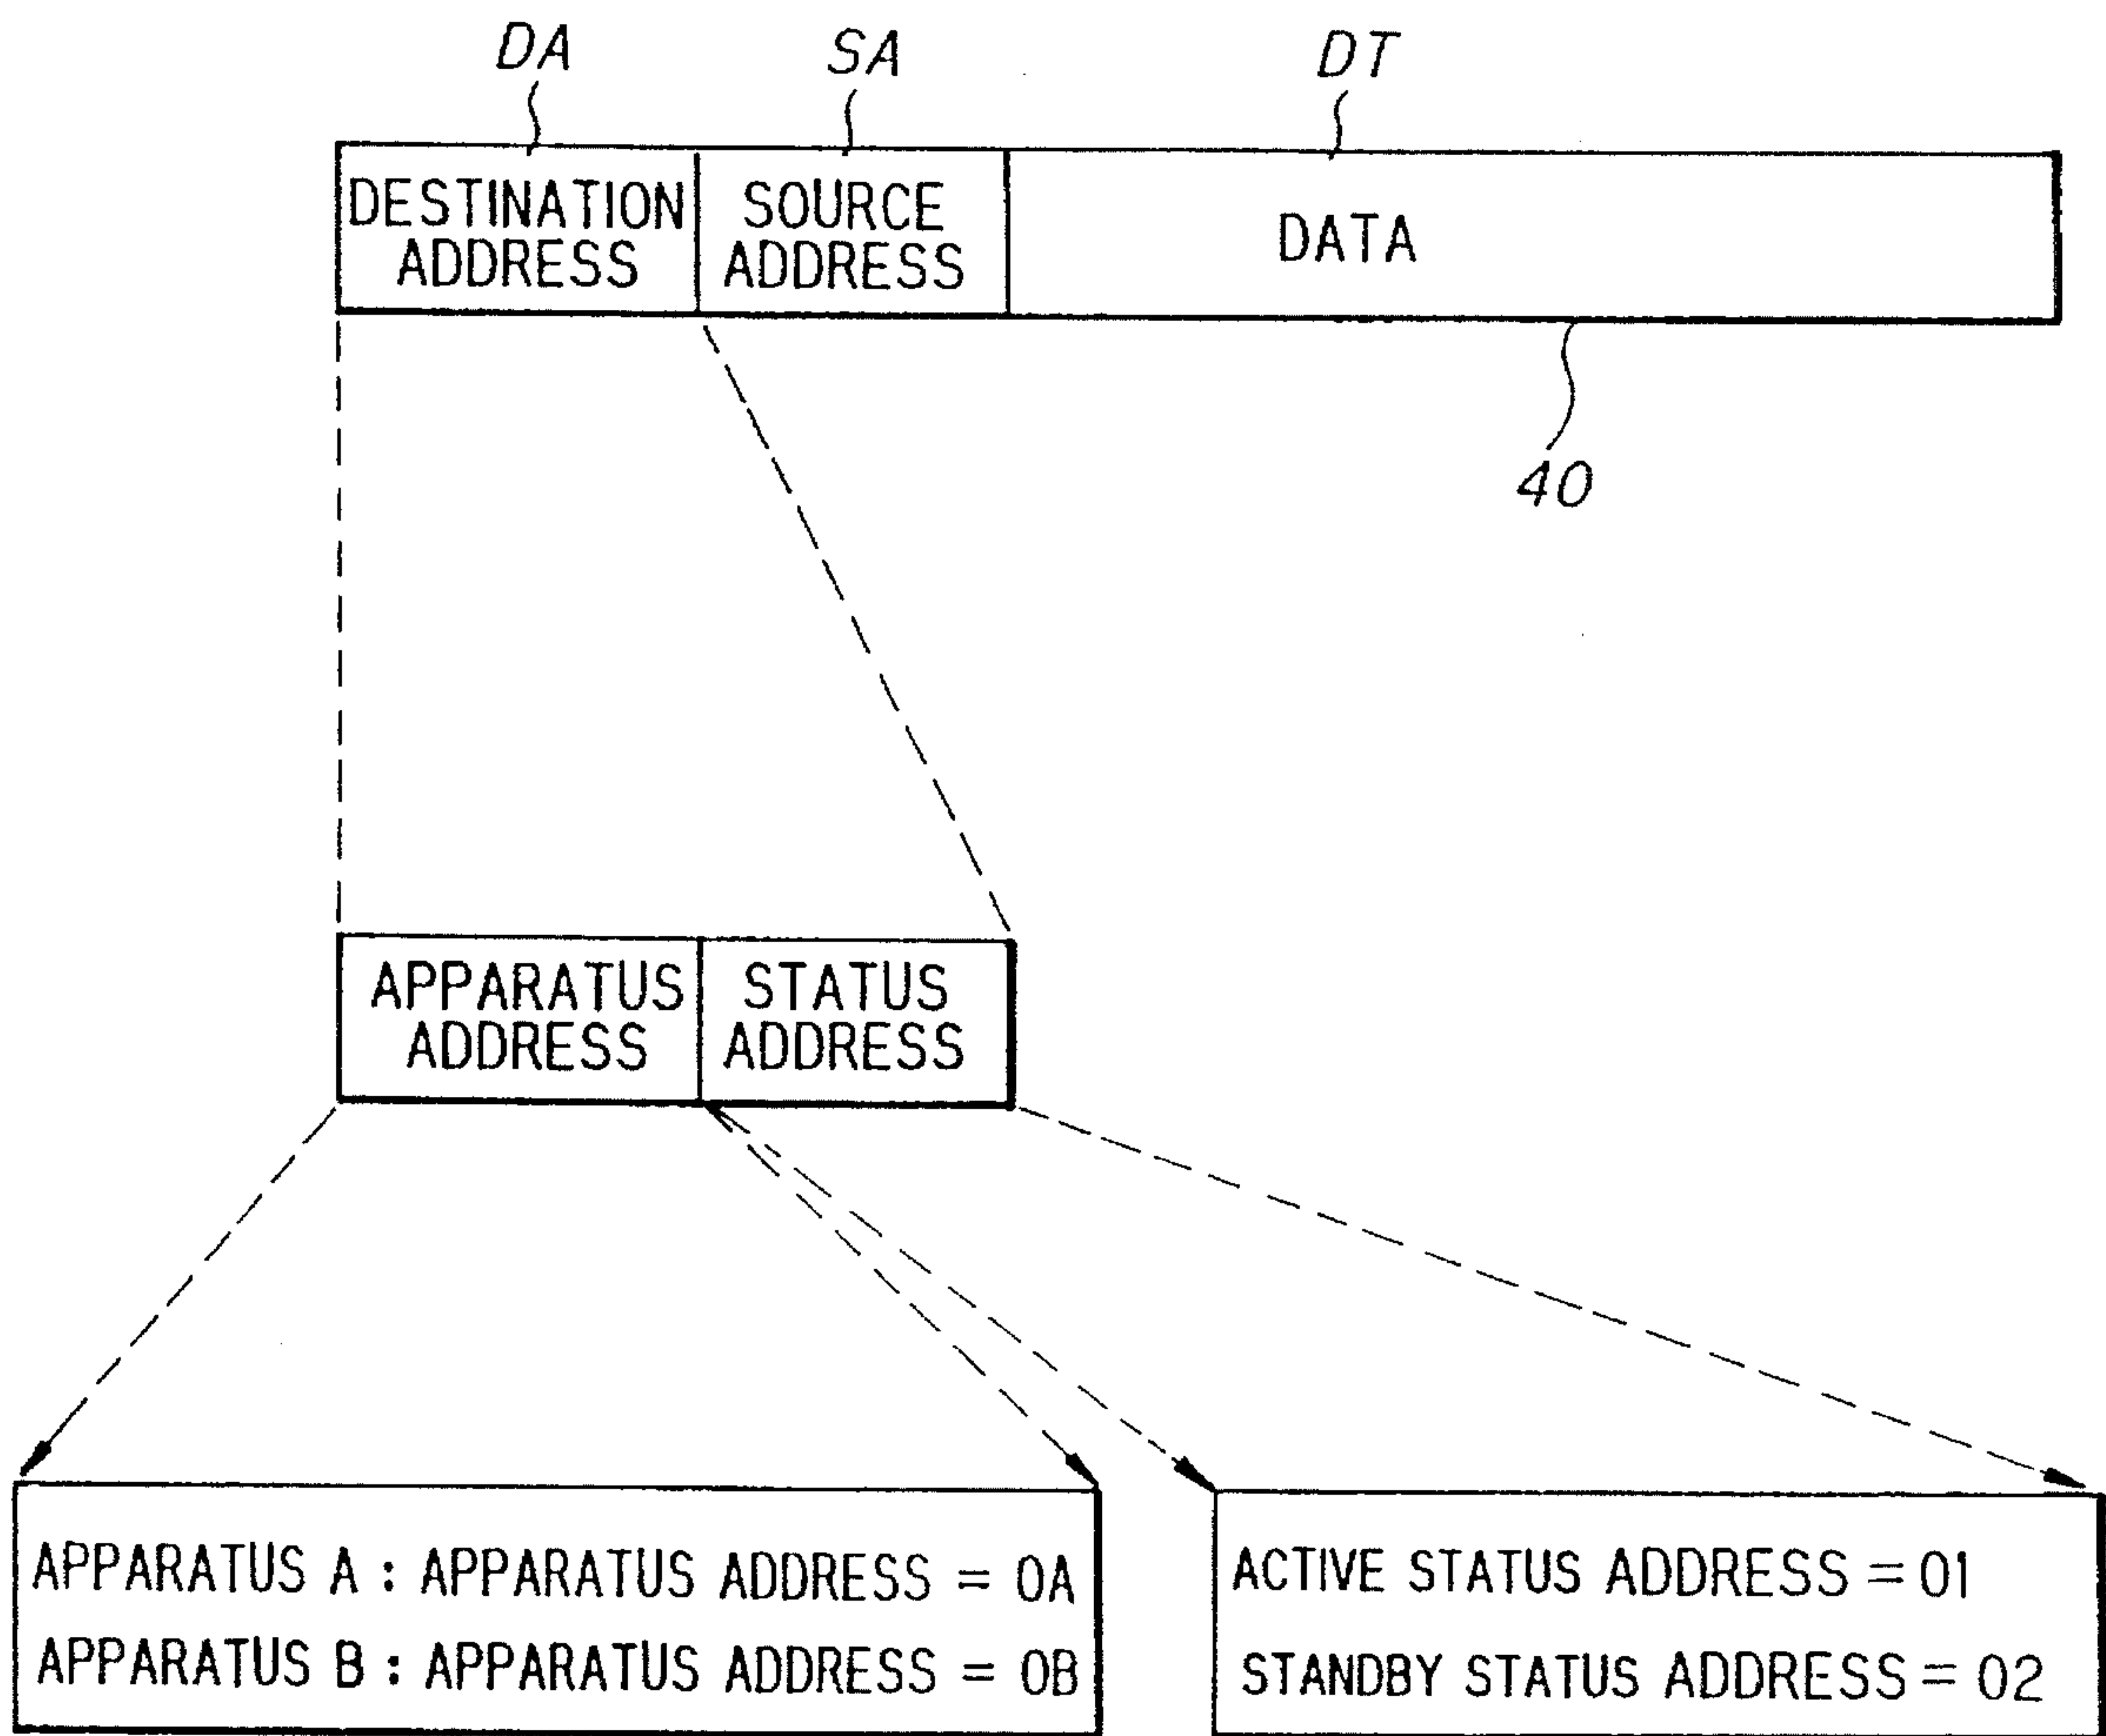 DA SA DT
DESTINATION ADDRESS
SOURCE ADDRESS
DATA
40
APPARATUS ADDRESS
STATUS ADDRESS
APPARATUS A : APPARATUS ADDRESS = 0A
APPARATUS B : APPARATUS ADDRESS = 0B
ACTIVE STATUS ADDRESS = 01
STANDBY STATUS ADDRESS = 02